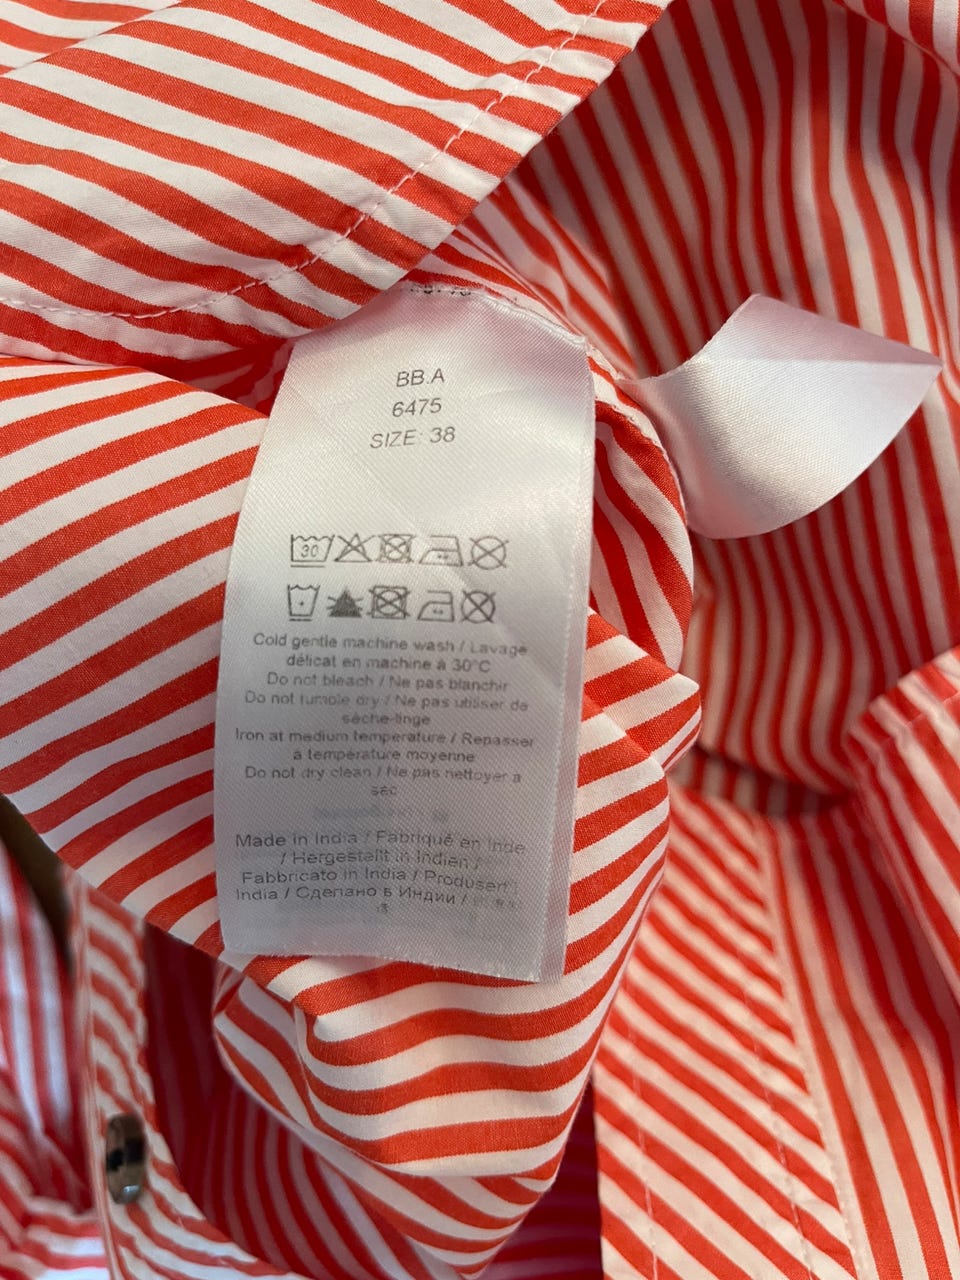 BB.A
6475
SIZE: 38
30
Cold gentle machine wash / Lavage
délicat en machine à 30°C
Do not bleach / Ne pas blanchir
Do not tumble dry / Ne pas utiliser de
sèche-linge
Iron at medium temperature / Repasser
à température moyenne
Do not dry clean / Ne pas nettoyer a
sec
Made in India / Fabriqué en Inde
/ Hergestellt in Indien /
Fabbricato in India /
India / Сделано в Индии /